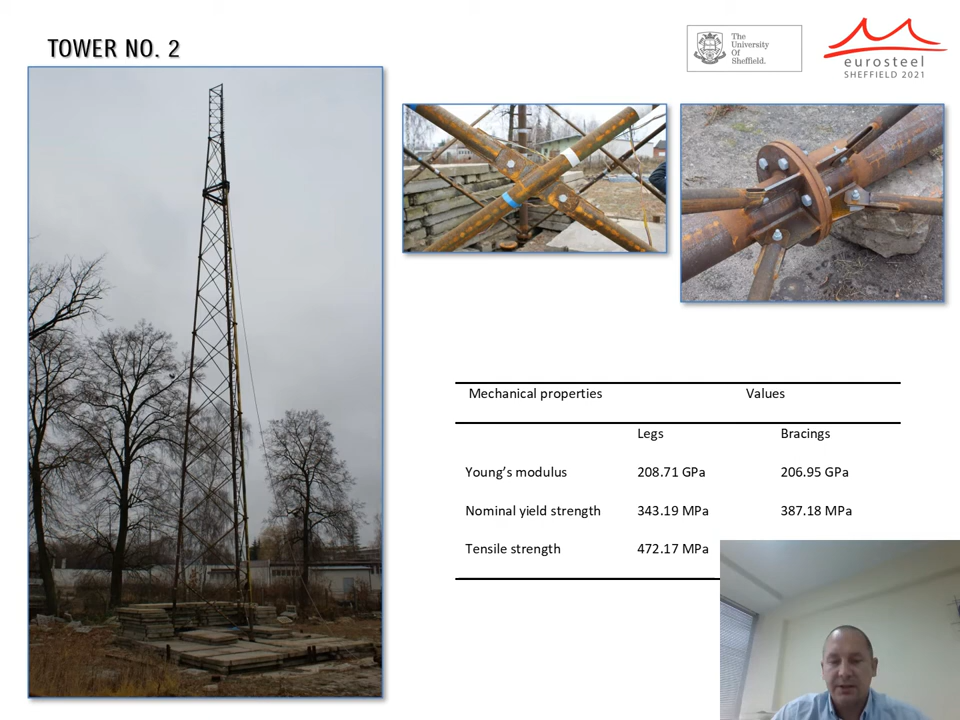 TOWER NO. 2
The
University
Of
Sheffield.
eurosteel
SHEFFIELD 2021
Mechanical properties Values
Legs Bracings
Young’s modulus 208.71 GPa 206.95 GPa
Nominal yield strength 343.19 MPa 387.18 MPa
Tensile strength 472.17 MPa